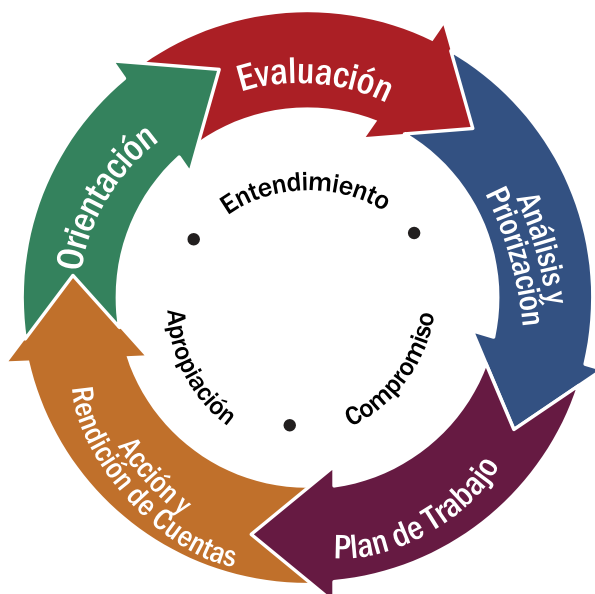 Evaluación
Análisis y
Priorización
Plan de Trabajo
Acción y
Rendición de Cuentas
Orientación
Entendimiento
Compromiso
Apropiación